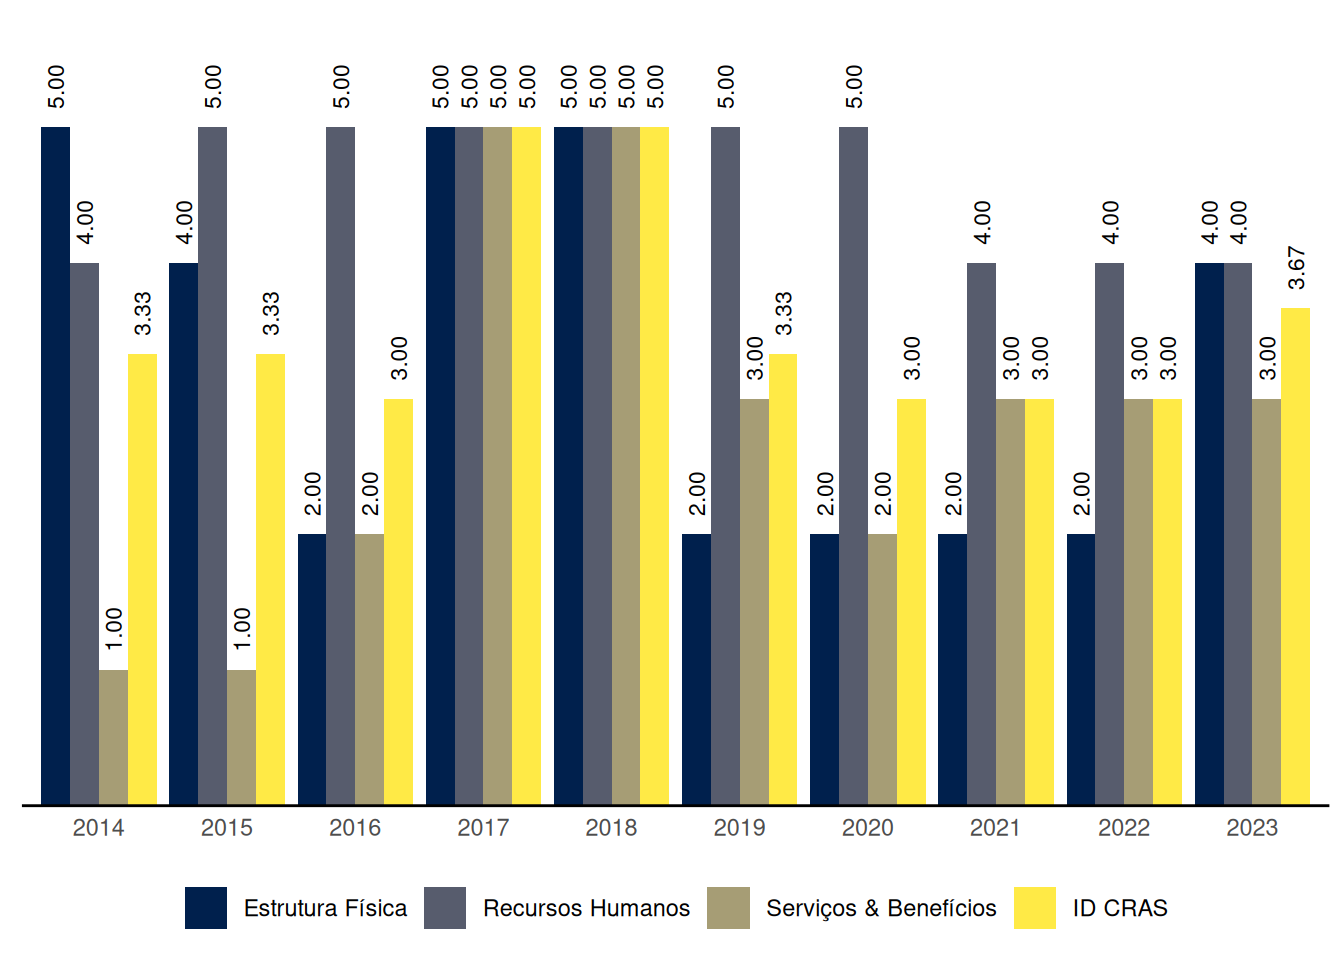 5.00 5.00 5.00 5.00 5.00 5.00 5.00 5.00 5.00 5.00 5.00 5.00 5.00
4.00 4.00 4.00 4.00 4.00 4.00
3.67
3.33 3.33 3.33
3.00 3.00 3.00 3.00 3.00 3.00 3.00 3.00
2.00 2.00 2.00 2.00 2.00 2.00 2.00
1.00 1.00
2014 2015 2016 2017 2018 2019 2020 2021 2022 2023
Estrutura Física Recursos Humanos Serviços & Benefícios ID CRAS